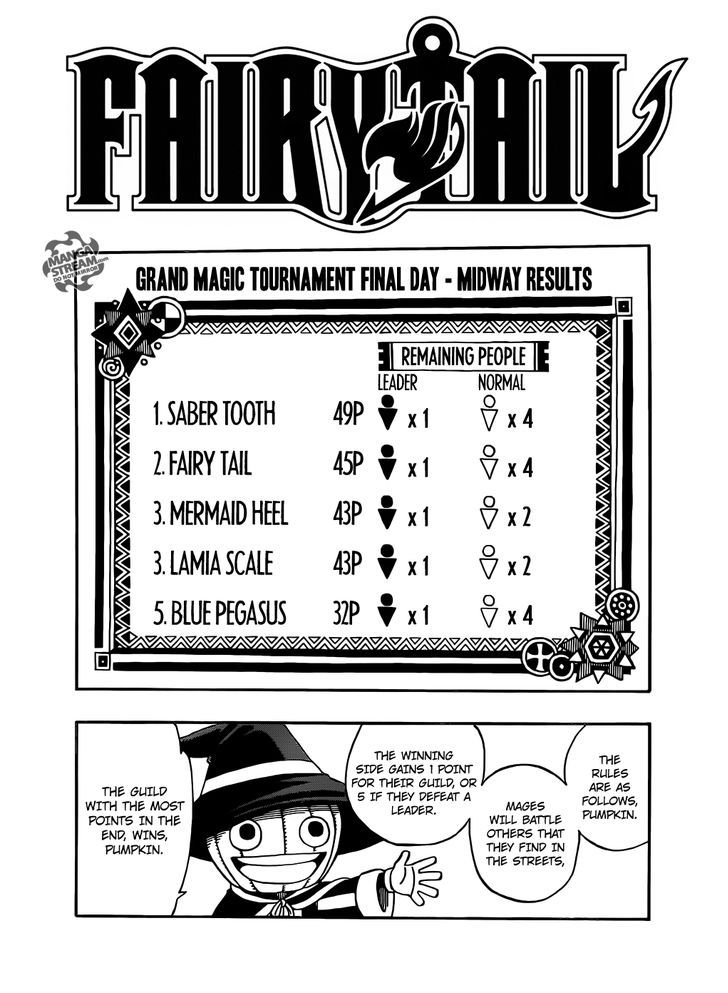 FAIRY TAIL
MANGA
STREAM.com
DO NOT MIRROR
GRAND MAGIC TOURNAMENT FINAL DAY - MIDWAY RESULTS
REMAINING PEOPLE
LEADER NORMAL
1. SABER TOOTH 49P x 1 x 4
2. FAIRY TAIL 45P x 1 x 4
3. MERMAID HEEL 43P x 1 x 2
3. LAMIA SCALE 43P x 1 x 2
5. BLUE PEGASUS 32P x 1 x 4
THE
RULES
ARE AS
FOLLOWS,
PUMPKIN.
MAGES
WILL BATTLE
OTHERS THAT
THEY FIND IN
THE STREETS,
THE WINNING
SIDE GAINS 1 POINT
FOR THEIR GUILD, OR
5 IF THEY DEFEAT A
LEADER.
THE GUILD
WITH THE MOST
POINTS IN THE
END, WINS,
PUMPKIN.